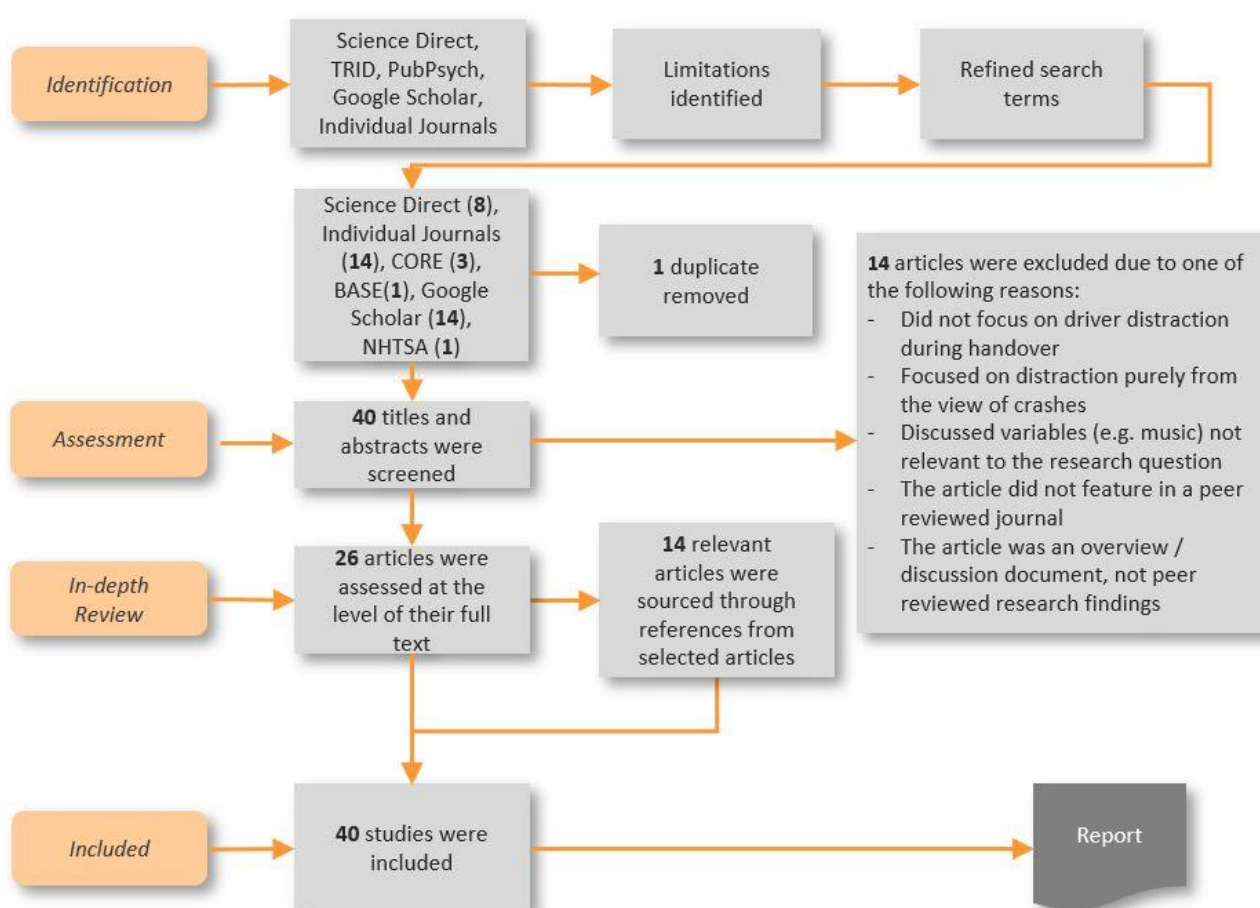 Identification
Science Direct,
TRID, PubPsych,
Google Scholar,
Individual Journals
Limitations
identified
Refined search
terms
Science Direct (8),
Individual Journals
(14), CORE (3),
BASE(1), Google
Scholar (14),
NHTSA (1)
1 duplicate
removed
14 articles were excluded due to one of
the following reasons:
- Did not focus on driver distraction
during handover
- Focused on distraction purely from
the view of crashes
- Discussed variables (e.g. music) not
relevant to the research question
- The article did not feature in a peer
reviewed journal
- The article was an overview /
discussion document, not peer
reviewed research findings
Assessment
40 titles and
abstracts were
screened
In-depth
Review
26 articles were
assessed at the
level of their full
text
14 relevant
articles were
sourced through
references from
selected articles
Included
40 studies were
included
Report